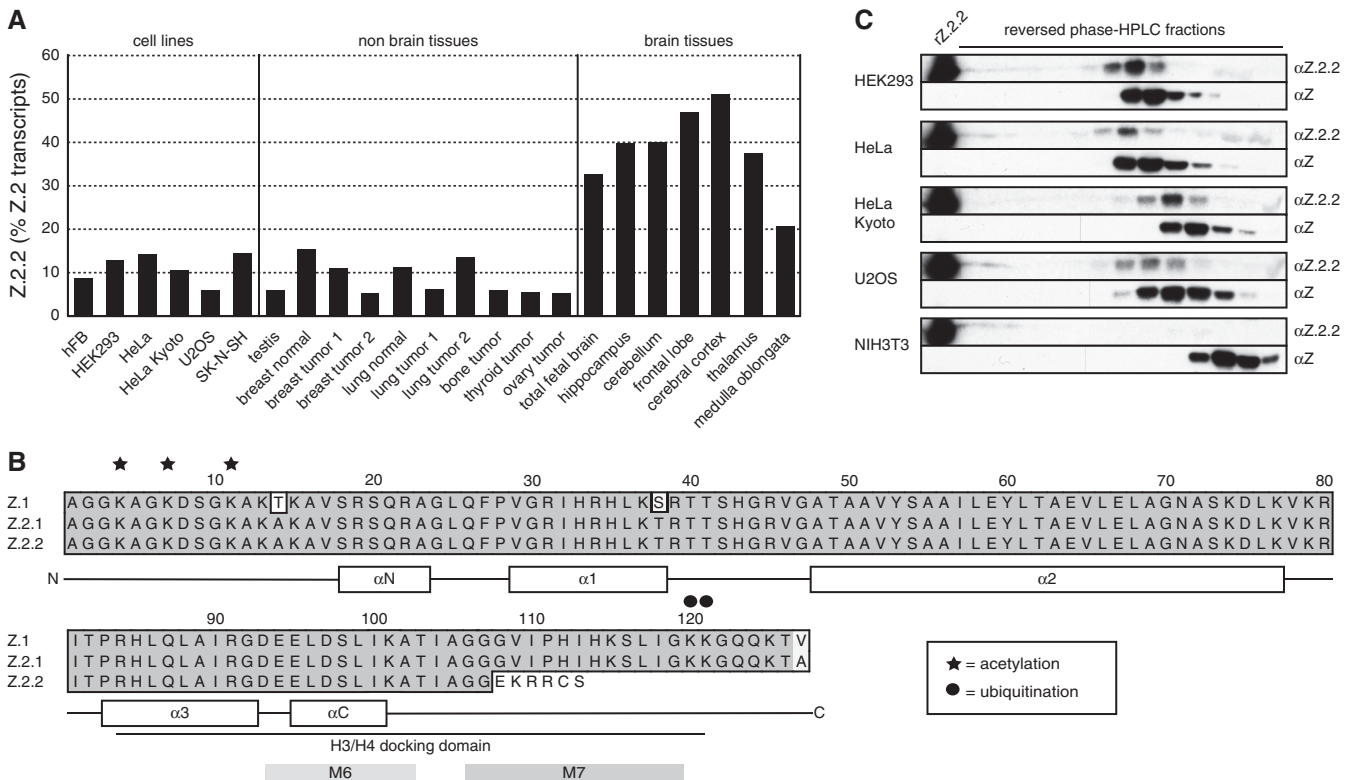 A
cell lines
non brain tissues
brain tissues
Z.2.2 (% Z.2 transcripts)
60
50
40
30
20
10
0
hFB
HEK293
HeLa
HeLa Kyoto
U2OS
SK-N-SH
testis
breast normal
breast tumor 1
breast tumor 2
lung normal
lung tumor 1
lung tumor 2
bone tumor
thyroid tumor
ovary tumor
total fetal brain
hippocampus
cerebellum
frontal lobe
cerebral cortex
thalamus
medulla oblongata
C
rZ.2.2
reversed phase-HPLC fractions
HEK293
αZ.2.2
αZ
HeLa
αZ.2.2
αZ
HeLa
Kyoto
αZ.2.2
αZ
U2OS
αZ.2.2
αZ
NIH3T3
αZ.2.2
αZ
B
10 20 30 40 50 60 70 80
Z.1 AGGKAGKDSGKAKTKAVSRSQRAGLQFPVGRIHRHLKSRTTSHGRVGATAAVYSAAILEYLTAEVLELAGNASKDLKVKR
Z.2.1 AGGKAGKDSGKAKAKAVSRSQRAGLQFPVGRIHRHLKTRTTSHGRVGATAAVYSAAILEYLTAEVLELAGNASKDLKVKR
Z.2.2 AGGKAGKDSGKAKAKAVSRSQRAGLQFPVGRIHRHLKTRTTSHGRVGATAAVYSAAILEYLTAEVLELAGNASKDLKVKR
N αN α1 α2
90 100 110 120
Z.1 ITPRHLQLAIRGDEELDSLIKATIAGGGVIPHIHKSLIGKKGQQKTV
Z.2.1 ITPRHLQLAIRGDEELDSLIKATIAGGGVIPHIHKSLIGKKGQQKTA
Z.2.2 ITPRHLQLAIRGDEELDSLIKATIAGGEKRRCS
α3 αC C
H3/H4 docking domain
M6 M7
★ = acetylation
● = ubiquitination